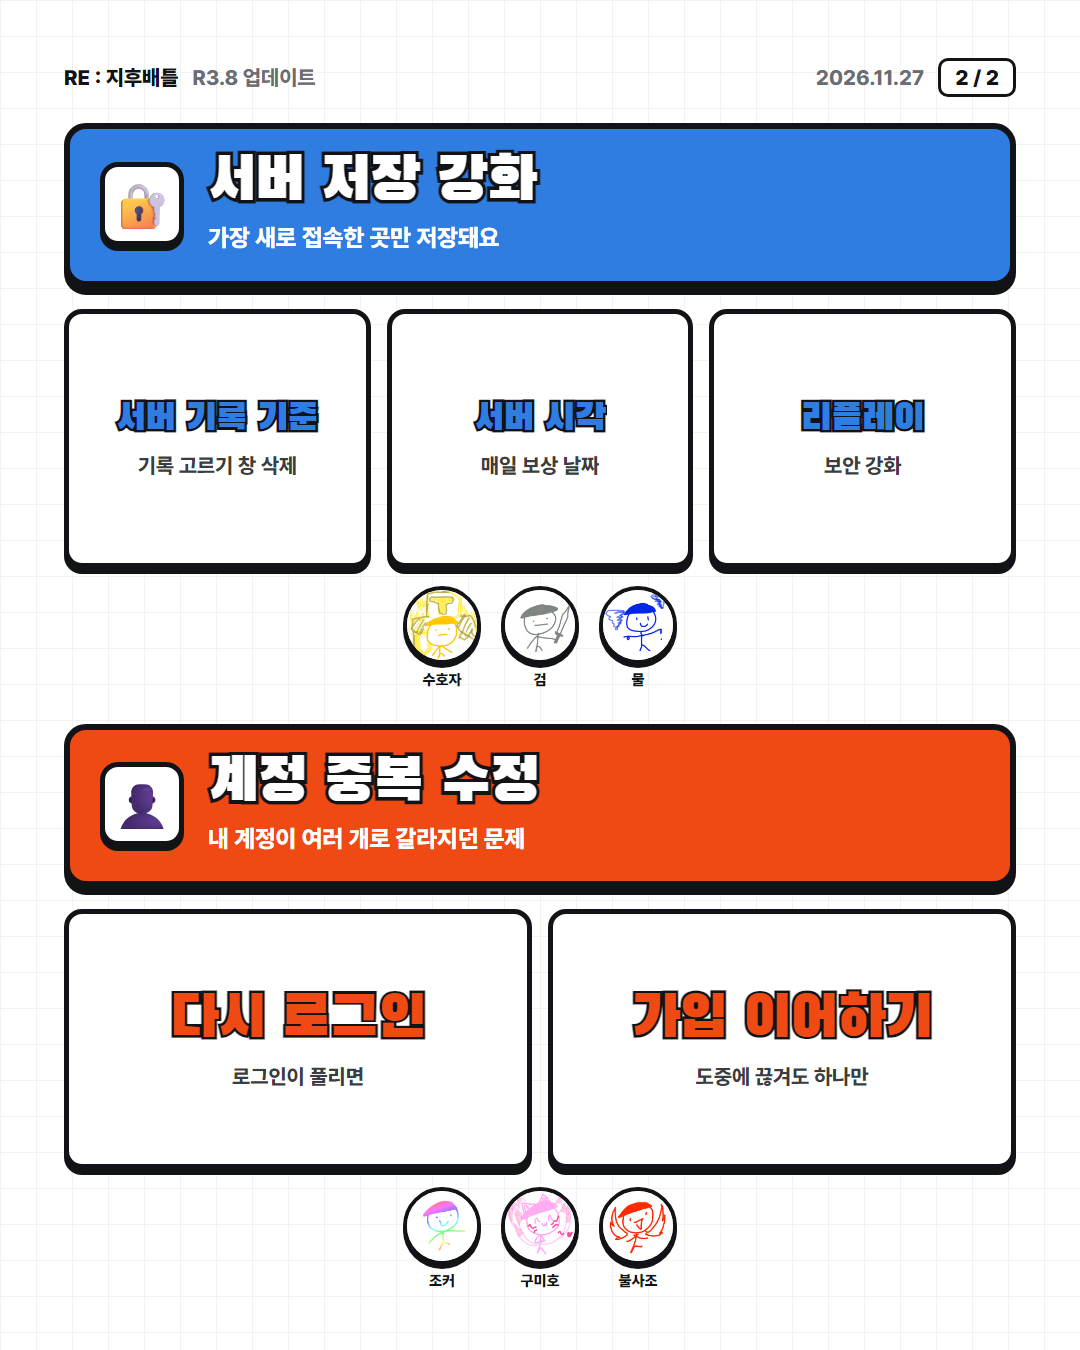 RE : 지후배틀 R3.8 업데이트 2026.11.27 2 / 2
서버 저장 강화
가장 새로 접속한 곳만 저장돼요
서버 기록 기준
기록 고르기 창 삭제
서버 시각
매일 보상 날짜
리플레이
보안 강화
수호자 검 물
계정 중복 수정
내 계정이 여러 개로 갈라지던 문제
다시 로그인
로그인이 풀리면
가입 이어하기
도중에 끊겨도 하나만
조커 구미호 불사조